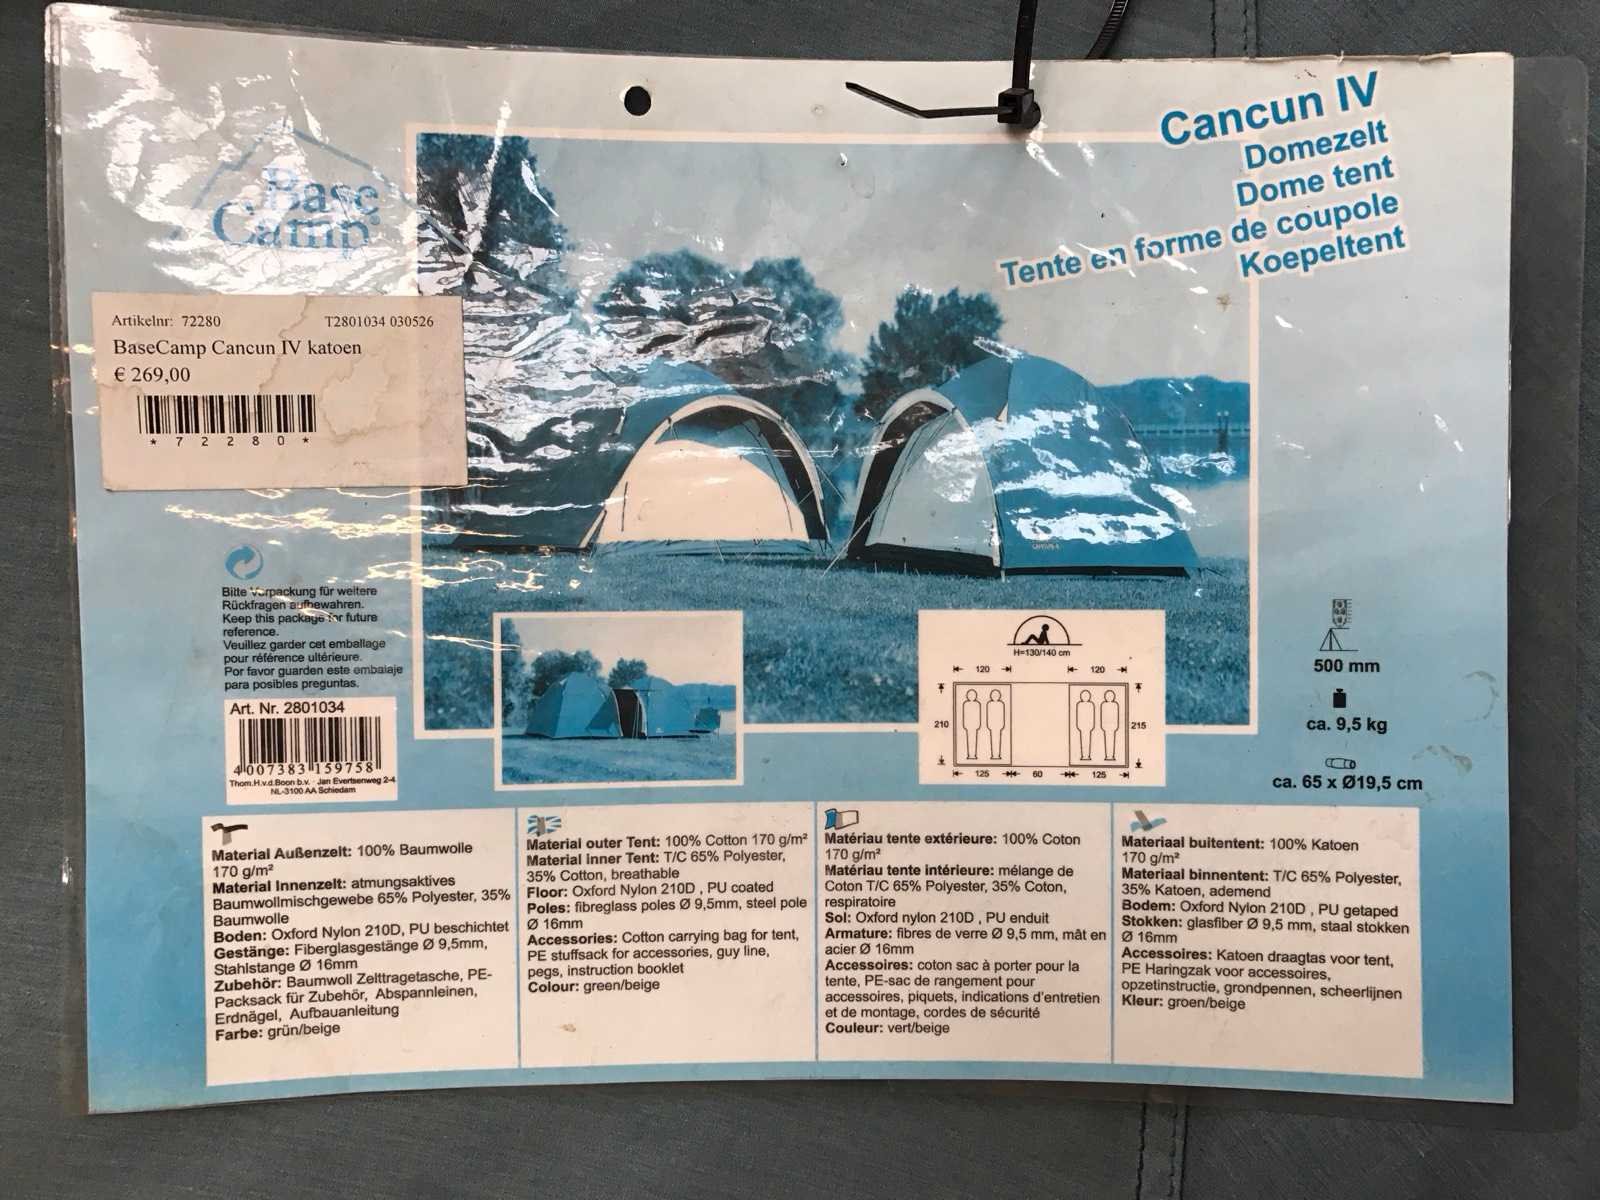 Cancun IV
Domezelt
Dome tent
Tente en forme de coupole
Koepeltent
Base
Camp
Artikelnr: 72280 T2801034 030526
BaseCamp Cancun IV katoen
€ 269,00
*72280*
Bitte Verpackung für weitere
Rückfragen aufbewahren.
Keep this package for future
reference.
Veuillez garder cet emballage
pour référence ultérieure.
Por favor guarden este embalaje
para posibles preguntas.
Art. Nr. 2801034
4 007383 159758
Thom.H.v.d.Boon b.v. - Jan Evertsenweg 2-4
NL-3100 AA Schiedam
H=130/140 cm
120 120
210 215
125 60 125
500 mm
ca. 9,5 kg
ca. 65 x Ø19,5 cm
Material Außenzelt: 100% Baumwolle
170 g/m²
Material Innenzelt: atmungsaktives
Baumwollmischgewebe 65% Polyester, 35%
Baumwolle
Boden: Oxford Nylon 210D, PU beschichtet
Gestänge: Fiberglasgestänge Ø 9,5mm,
Stahlstange Ø 16mm
Zubehör: Baumwoll Zelttragetasche, PE-
Packsack für Zubehör, Abspannleinen,
Erdnägel, Aufbauanleitung
Farbe: grün/beige
Material outer Tent: 100% Cotton 170 g/m²
Material Inner Tent: T/C 65% Polyester,
35% Cotton, breathable
Floor: Oxford Nylon 210D , PU coated
Poles: fibreglass poles Ø 9,5mm, steel pole
Ø 16mm
Accessories: Cotton carrying bag for tent,
PE stuffsack for accessories, guy line,
pegs, instruction booklet
Colour: green/beige
Matériau tente extérieure: 100% Coton
170 g/m²
Matériau tente intérieure: mélange de
Coton T/C 65% Polyester, 35% Coton,
respiratoire
Sol: Oxford nylon 210D , PU enduit
Armature: fibres de verre Ø 9,5 mm, mât en
acier Ø 16mm
Accessoires: coton sac à porter pour la
tente, PE-sac de rangement pour
accessoires, piquets, indications d'entretien
et de montage, cordes de sécurité
Couleur: vert/beige
Materiaal buitentent: 100% Katoen
170 g/m²
Materiaal binnentent: T/C 65% Polyester,
35% Katoen, ademend
Bodem: Oxford Nylon 210D , PU getaped
Stokken: glasfiber Ø 9,5 mm, staal stokken
Ø 16mm
Accessoires: Katoen draagtas voor tent,
PE Haringzak voor accessoires,
opzetinstructie, grondpennen, scheerlijnen
Kleur: groen/beige